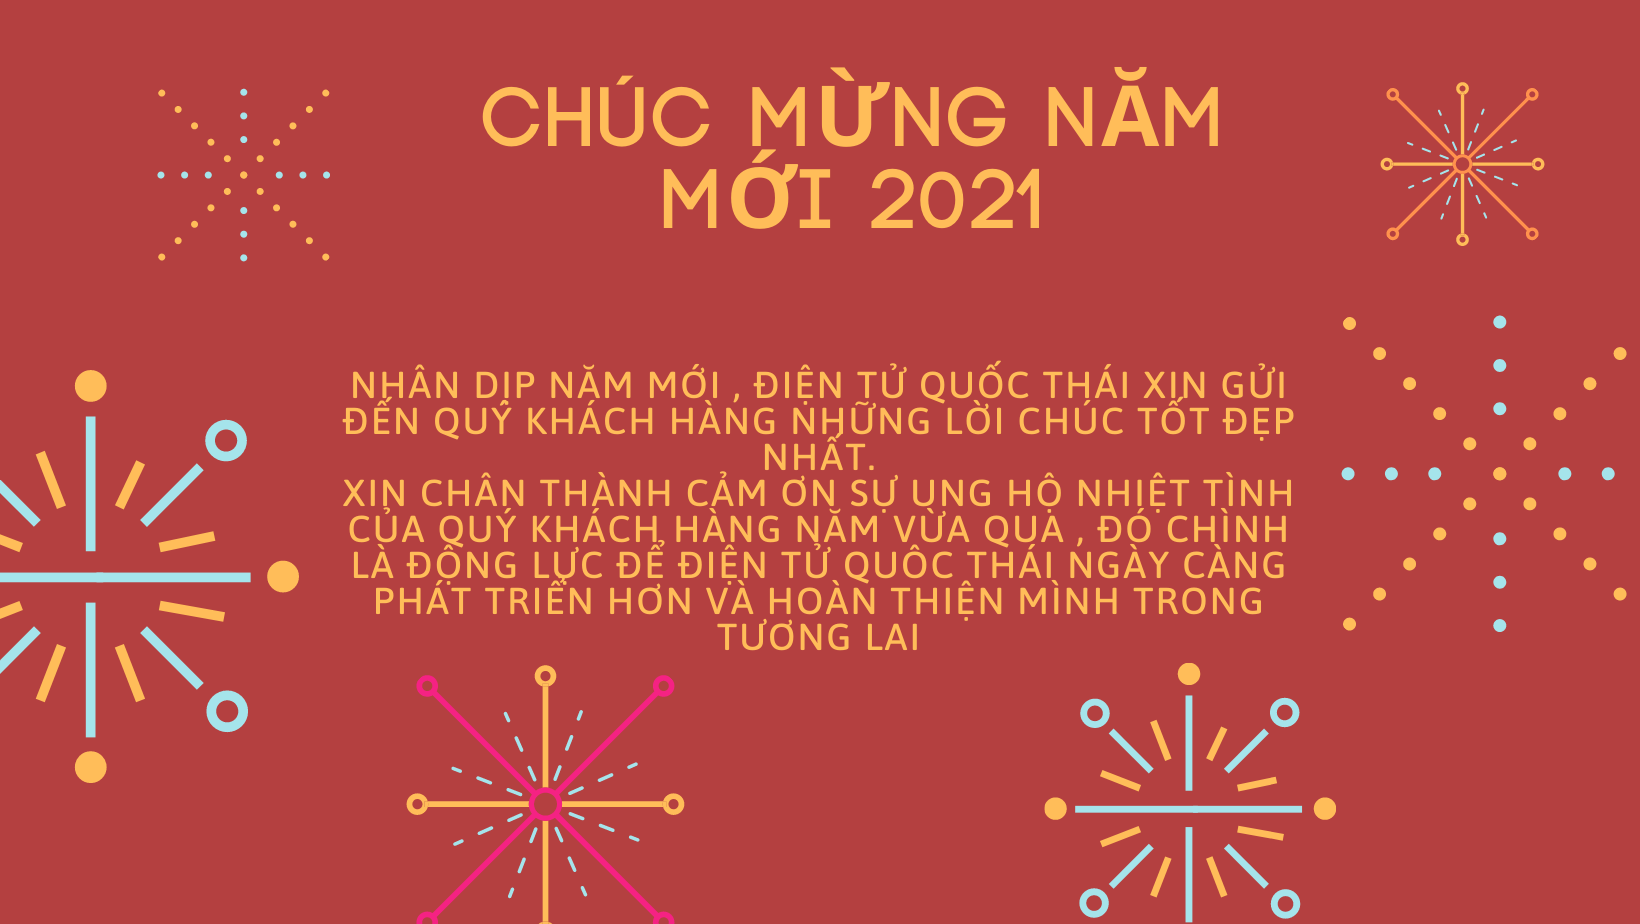 CHÚC MỪNG NĂM
MỚI 2021
NHÂN DỊP NĂM MỚI , ĐIỆN TỬ QUỐC THÁI XIN GỬI
ĐẾN QUÝ KHÁCH HÀNG NHỮNG LỜI CHÚC TỐT ĐẸP
NHẤT.
XIN CHÂN THÀNH CẢM ƠN SỰ UNG HỘ NHIỆT TÌNH
CỦA QUÝ KHÁCH HÀNG NĂM VỪA QUA , ĐÓ CHÌNH
LÀ ĐỘNG LỰC ĐỂ ĐIỆN TỬ QUÔC THÁI NGÀY CÀNG
PHÁT TRIỂN HƠN VÀ HOÀN THIỆN MÌNH TRONG
TƯƠNG LAI